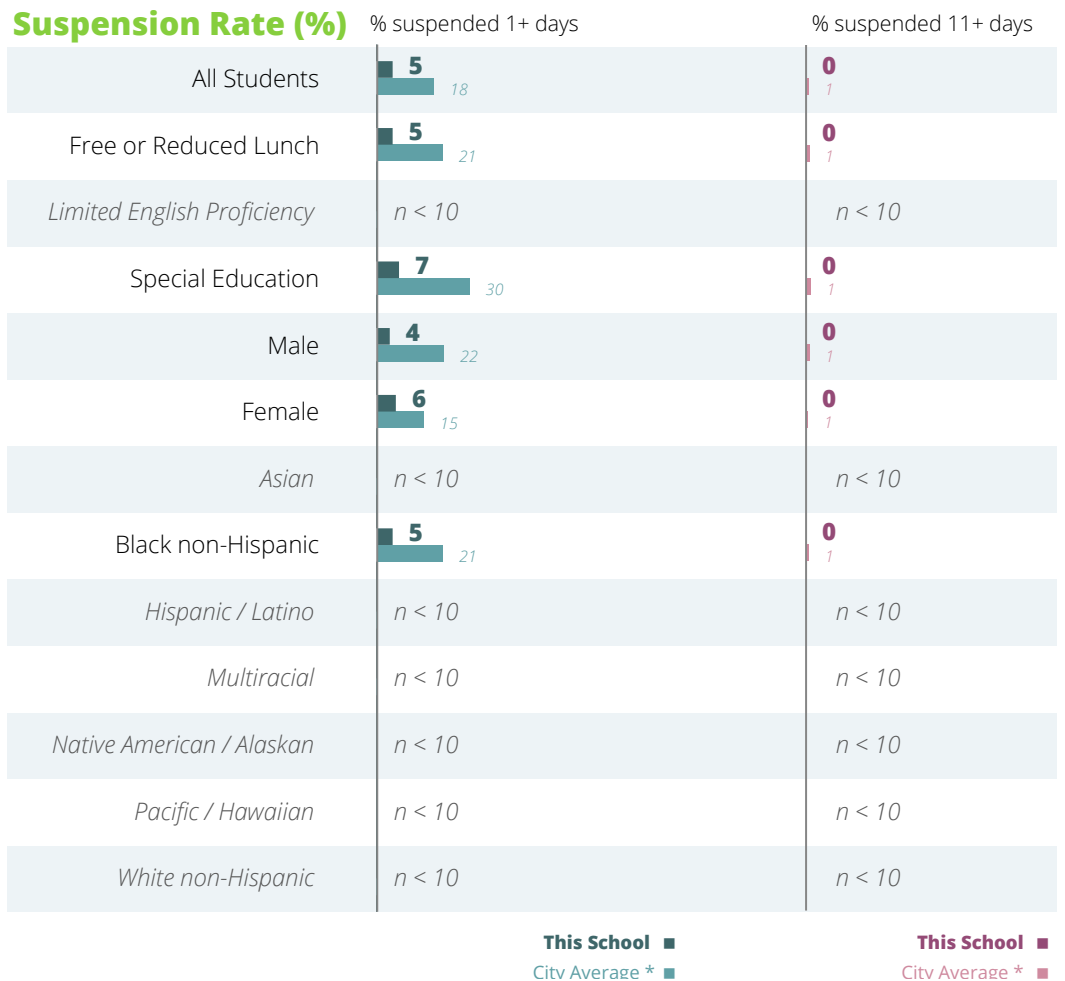 Suspension Rate (%) % suspended 1+ days % suspended 11+ days
All Students 5 18 0 1
Free or Reduced Lunch 5 21 0 1
Limited English Proficiency n < 10 n < 10
Special Education 7 30 0 1
Male 4 22 0 1
Female 6 15 0 1
Asian n < 10 n < 10
Black non-Hispanic 5 21 0 1
Hispanic / Latino n < 10 n < 10
Multiracial n < 10 n < 10
Native American / Alaskan n < 10 n < 10
Pacific / Hawaiian n < 10 n < 10
White non-Hispanic n < 10 n < 10
This School This School
City Average * City Average *